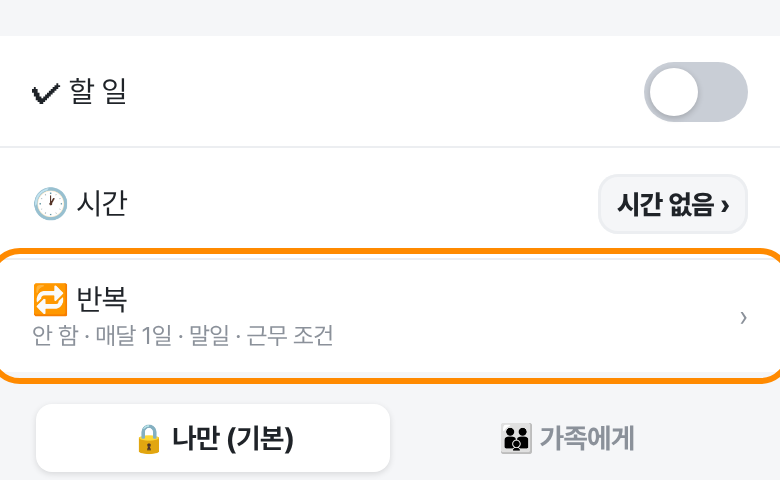 할 일
시간
시간 없음 ›
반복
안 함 · 매달 1일 · 말일 · 근무 조건
›
나만 (기본)
가족에게